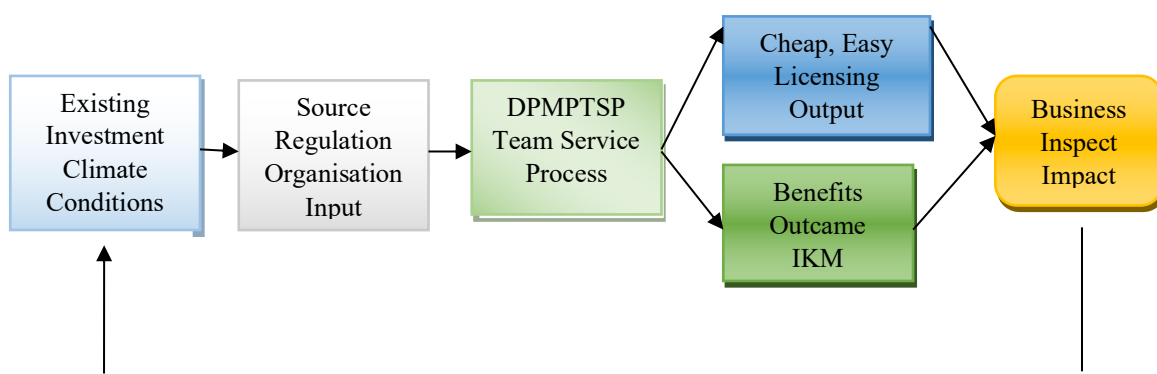 Existing
Investment
Climate
Conditions
Source
Regulation
Organisation
Input
DPMPTSP
Team Service
Process
Cheap, Easy
Licensing
Output
Benefits
Outcame
IKM
Business
Inspect
Impact